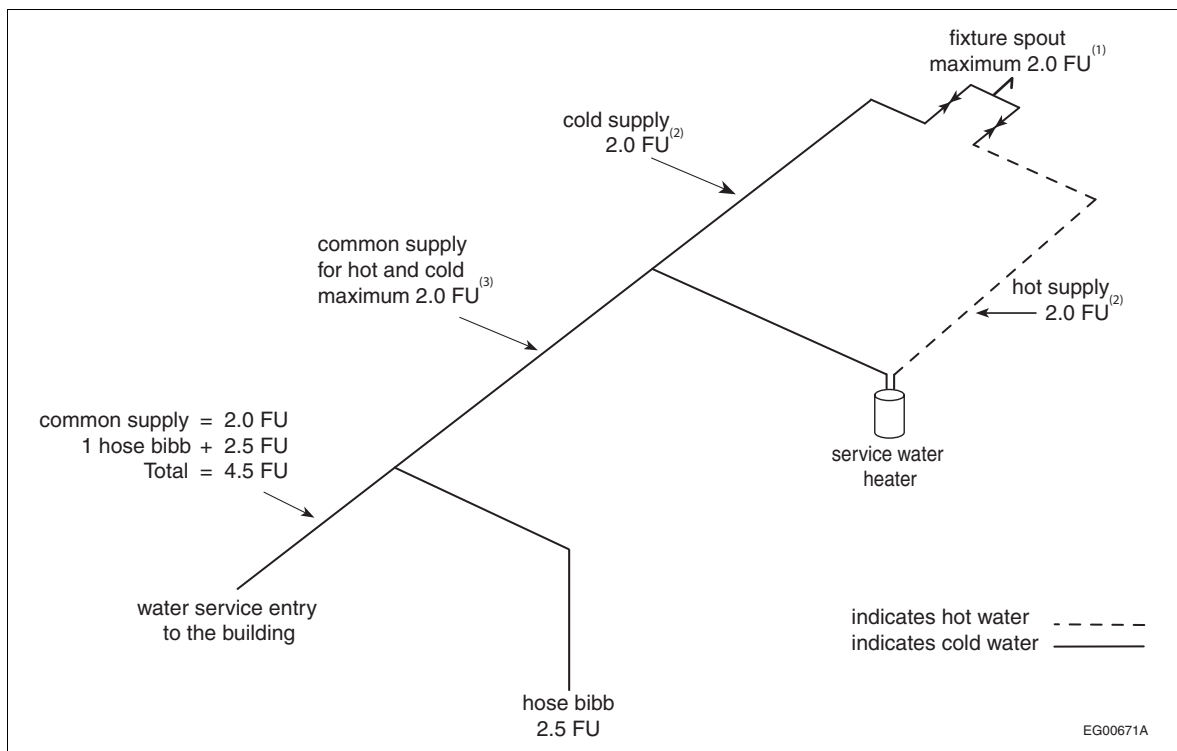 fixture spout
maximum 2.0 FU(1)
cold supply
2.0 FU(2)
common supply
for hot and cold
maximum 2.0 FU(3)
hot supply
2.0 FU(2)
common supply = 2.0 FU
1 hose bibb + 2.5 FU
Total = 4.5 FU
service water
heater
water service entry
to the building
indicates hot water
indicates cold water
hose bibb
2.5 FU
EG00671A